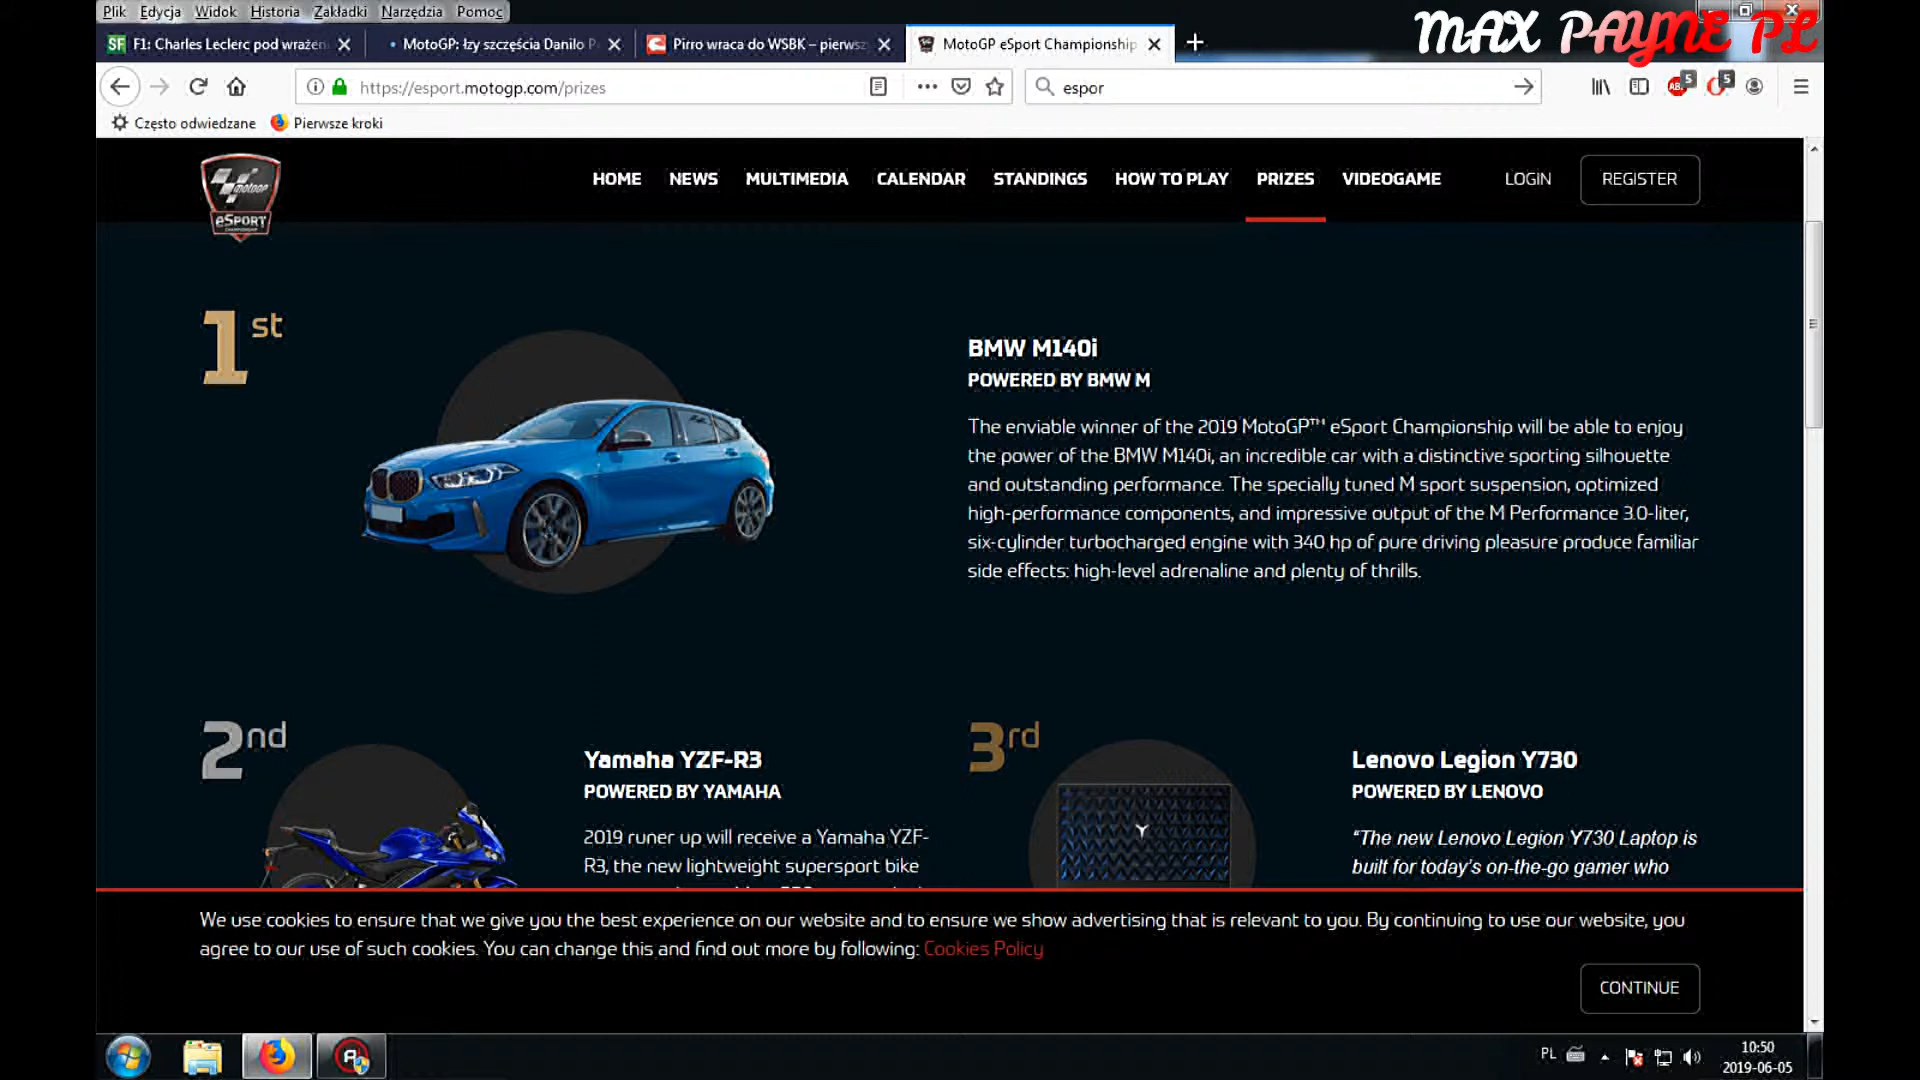 Plik Edycja Widok Historia Zakładki Narzędzia Pomoc
MAX PAYNE PL
SF F1: Charles Leclerc pod wrażen
MotoGP: łzy szczęścia Danilo P
Pirro wraca do WSBK – pierwsz
MotoGP eSport Championship
https://esport.motogp.com/prizes
espor
5
5
Często odwiedzane Pierwsze kroki
motoGP
eSPORT
CHAMPIONSHIP
HOME NEWS MULTIMEDIA CALENDAR STANDINGS HOW TO PLAY PRIZES VIDEOGAME LOGIN REGISTER
1st
BMW M140i
POWERED BY BMW M
The enviable winner of the 2019 MotoGP™ eSport Championship will be able to enjoy
the power of the BMW M140i, an incredible car with a distinctive sporting silhouette
and outstanding performance. The specially tuned M sport suspension, optimized
high-performance components, and impressive output of the M Performance 3.0-liter,
six-cylinder turbocharged engine with 340 hp of pure driving pleasure produce familiar
side effects: high-level adrenaline and plenty of thrills.
2nd
Yamaha YZF-R3
POWERED BY YAMAHA
2019 runer up will receive a Yamaha YZF-
R3, the new lightweight supersport bike
3rd
Lenovo Legion Y730
POWERED BY LENOVO
“The new Lenovo Legion Y730 Laptop is
built for today’s on-the-go gamer who
We use cookies to ensure that we give you the best experience on our website and to ensure we show advertising that is relevant to you. By continuing to use our website, you
agree to our use of such cookies. You can change this and find out more by following: Cookies Policy
CONTINUE
PL
10:50
2019-06-05